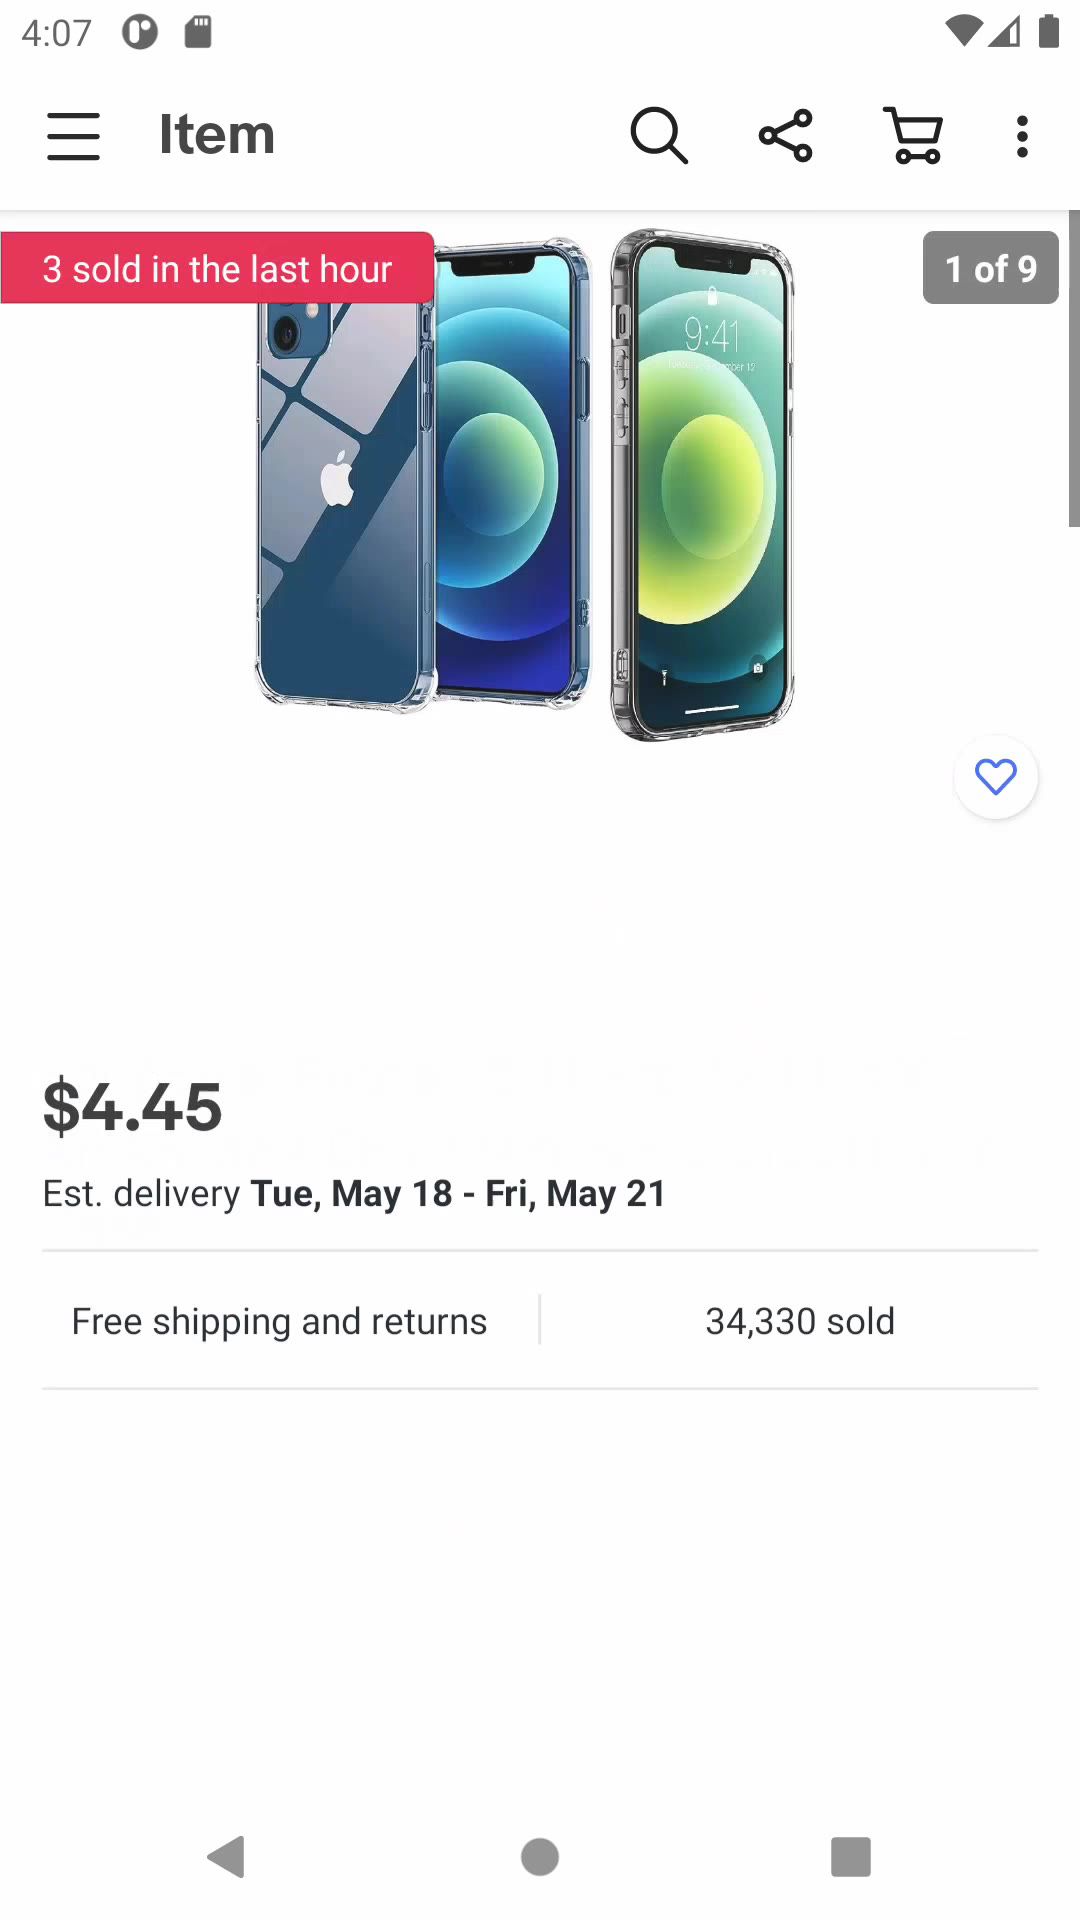 4:07
Item
3 sold in the last hour
1 of 9
9:41
$4.45
Est. delivery Tue, May 18 - Fri, May 21
Free shipping and returns
34,330 sold